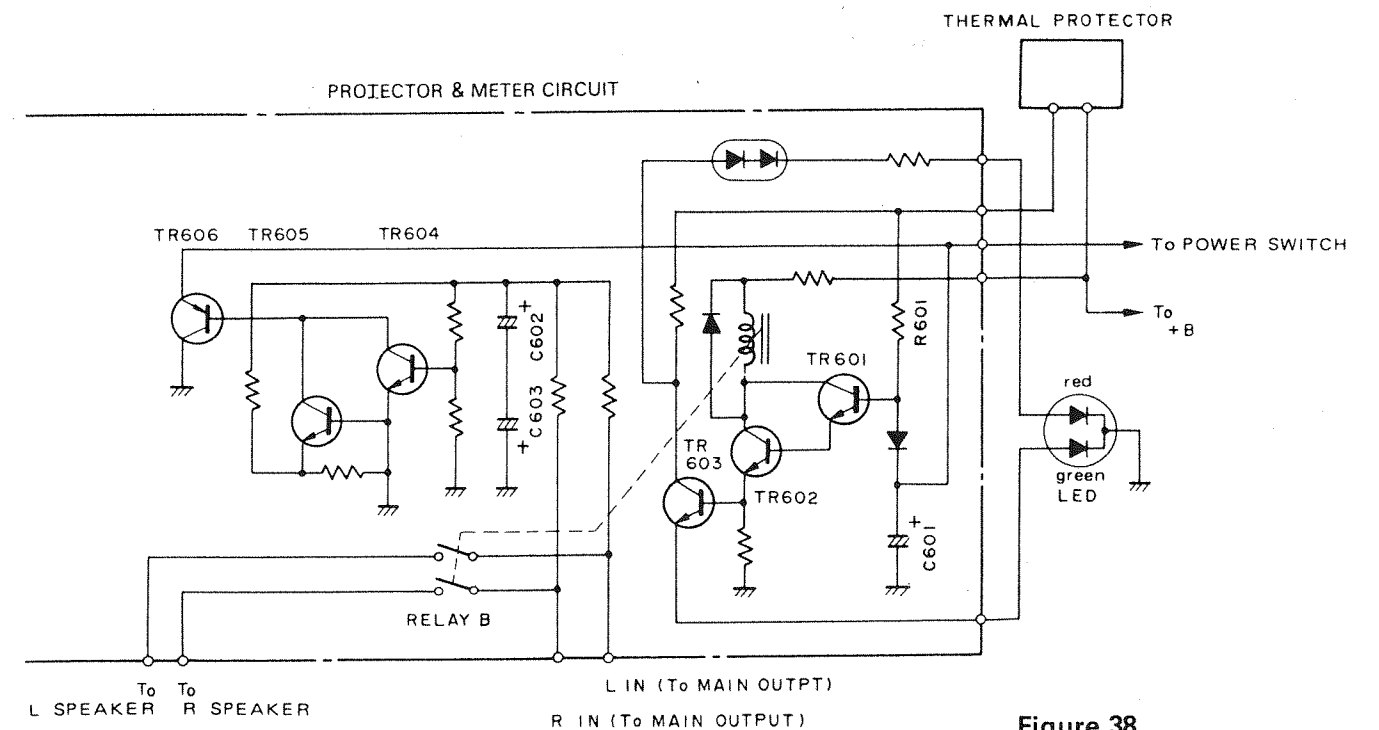 THERMAL PROTECTOR
PROTECTOR & METER CIRCUIT
TR606 TR605 TR604
To POWER SWITCH
+ C602
R601
To +B
TR601
red
C603 +
TR 603
TR602
green
LED
+ C601
RELAY B
To To
L SPEAKER R SPEAKER
L IN (To MAIN OUTPT)
R IN (To MAIN OUTPUT)
Figure 38